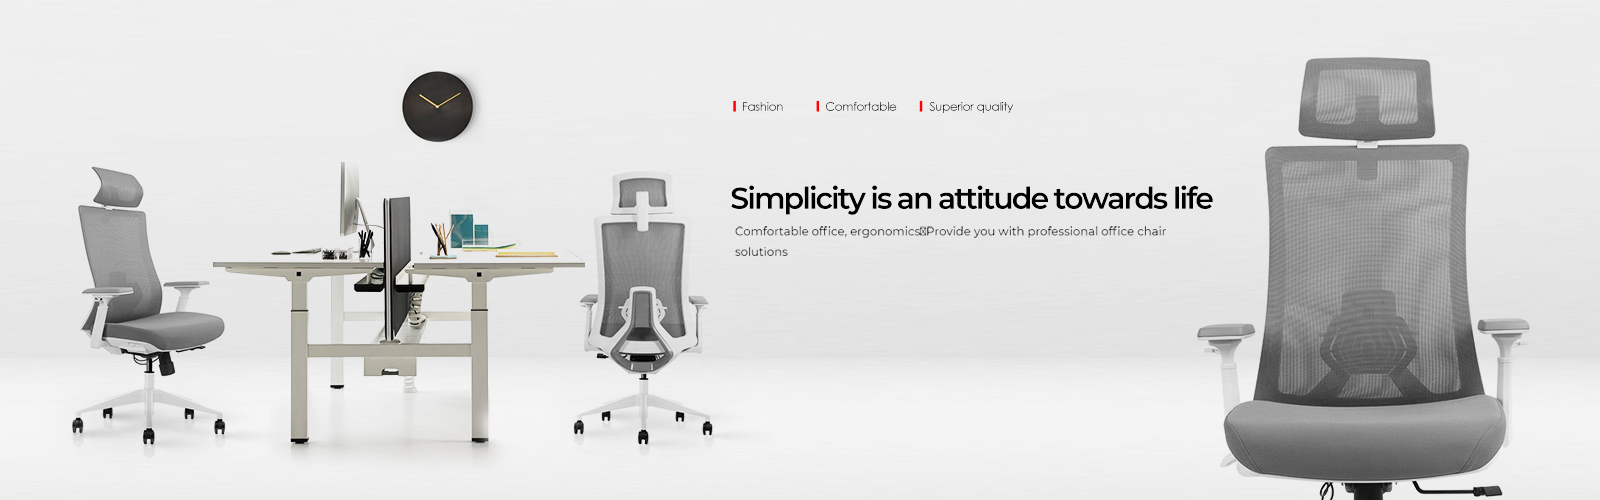 Fashion Comfortable Superior quality
Simplicity is an attitude towards life
Comfortable office, ergonomics Provide you with professional office chair
solutions